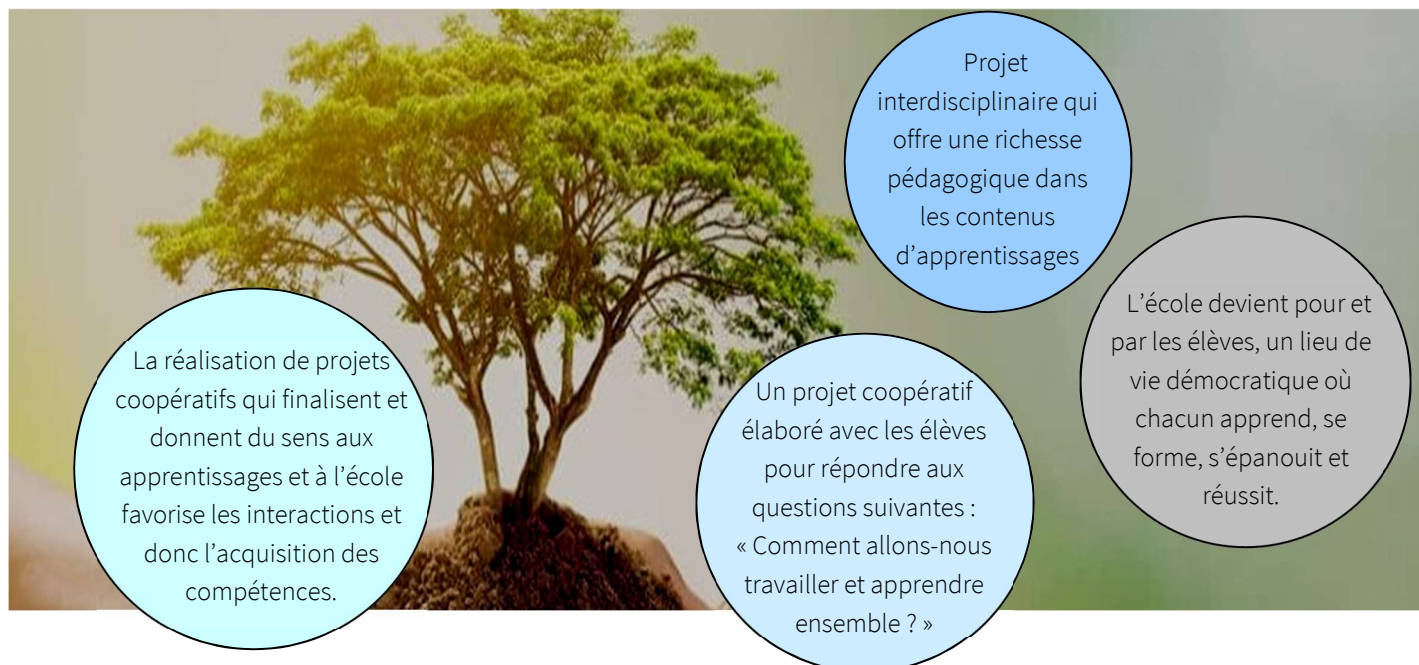 Projet
interdisciplinaire qui
offre une richesse
pédagogique dans
les contenus
d’apprentissages
L’école devient pour et
par les élèves, un lieu de
vie démocratique où
chacun apprend, se
forme, s’épanouit et
réussit.
La réalisation de projets
coopératifs qui finalisent et
donnent du sens aux
apprentissages et à l’école
favorise les interactions et
donc l’acquisition des
compétences.
Un projet coopératif
élaboré avec les élèves
pour répondre aux
questions suivantes :
« Comment allons-nous
travailler et apprendre
ensemble ? »